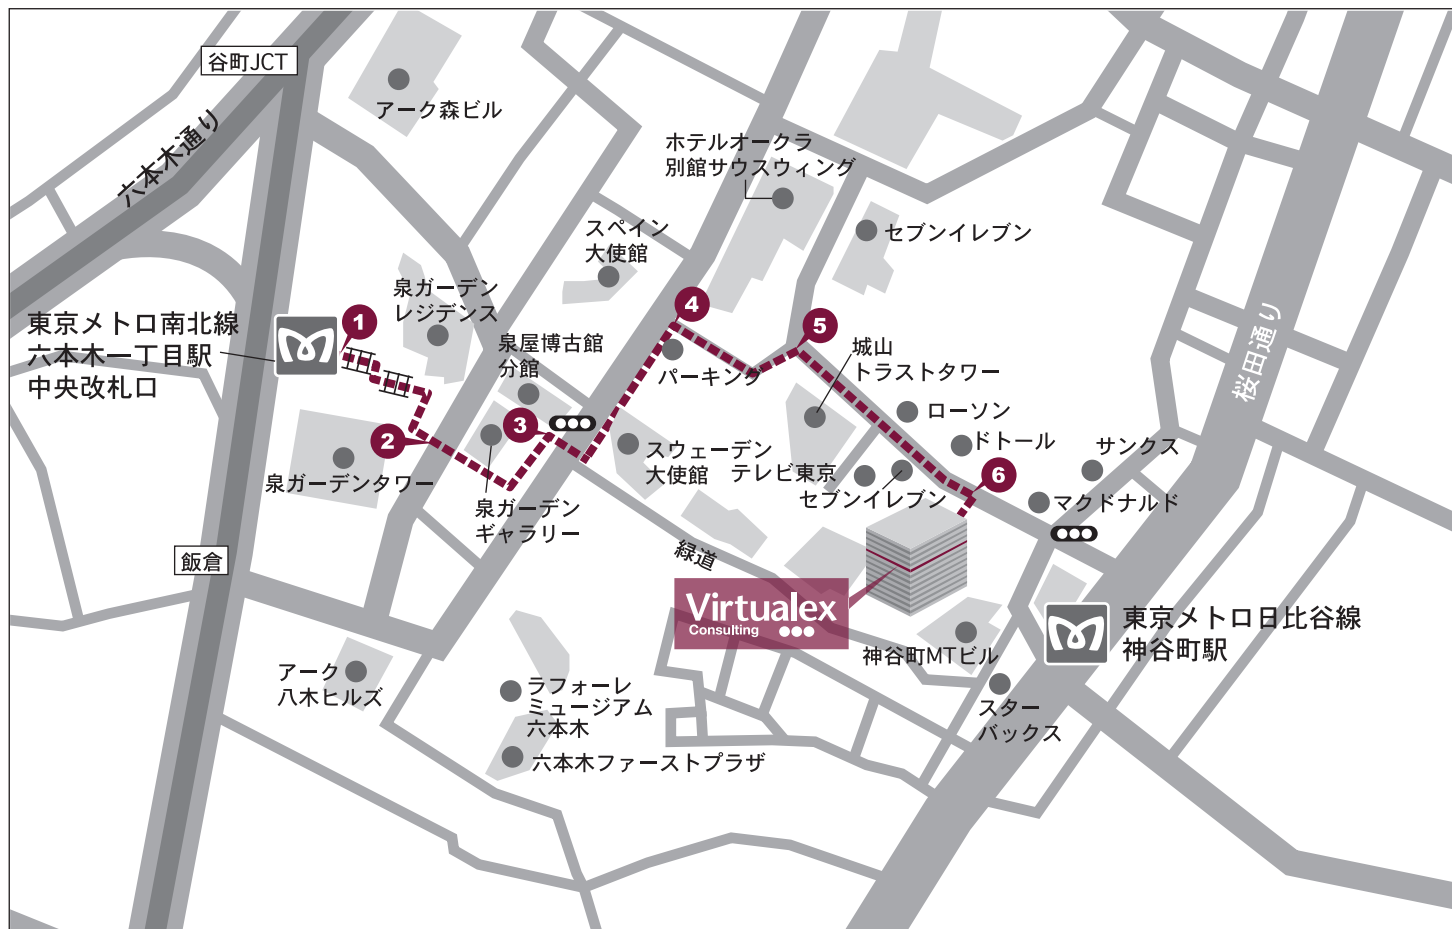 谷町JCT
六本木通り
アーク森ビル
ホテルオークラ
別館サウスウィング
スペイン
大使館
セブンイレブン
泉ガーデン
レジデンス
東京メトロ南北線
六本木一丁目駅
中央改札口
1
4
5
泉屋博古館
分館
パーキング
城山
トラストタワー
桜田通り
2
3
ローソン
ドトール
サンクス
スウェーデン
大使館
テレビ東京
セブンイレブン
6
マクドナルド
泉ガーデンタワー
泉ガーデン
ギャラリー
飯倉
緑道
Virtualex
Consulting
東京メトロ日比谷線
神谷町駅
神谷町MTビル
アーク
八木ヒルズ
ラフォーレ
ミュージアム
六本木
スター
バックス
六本木ファーストプラザ